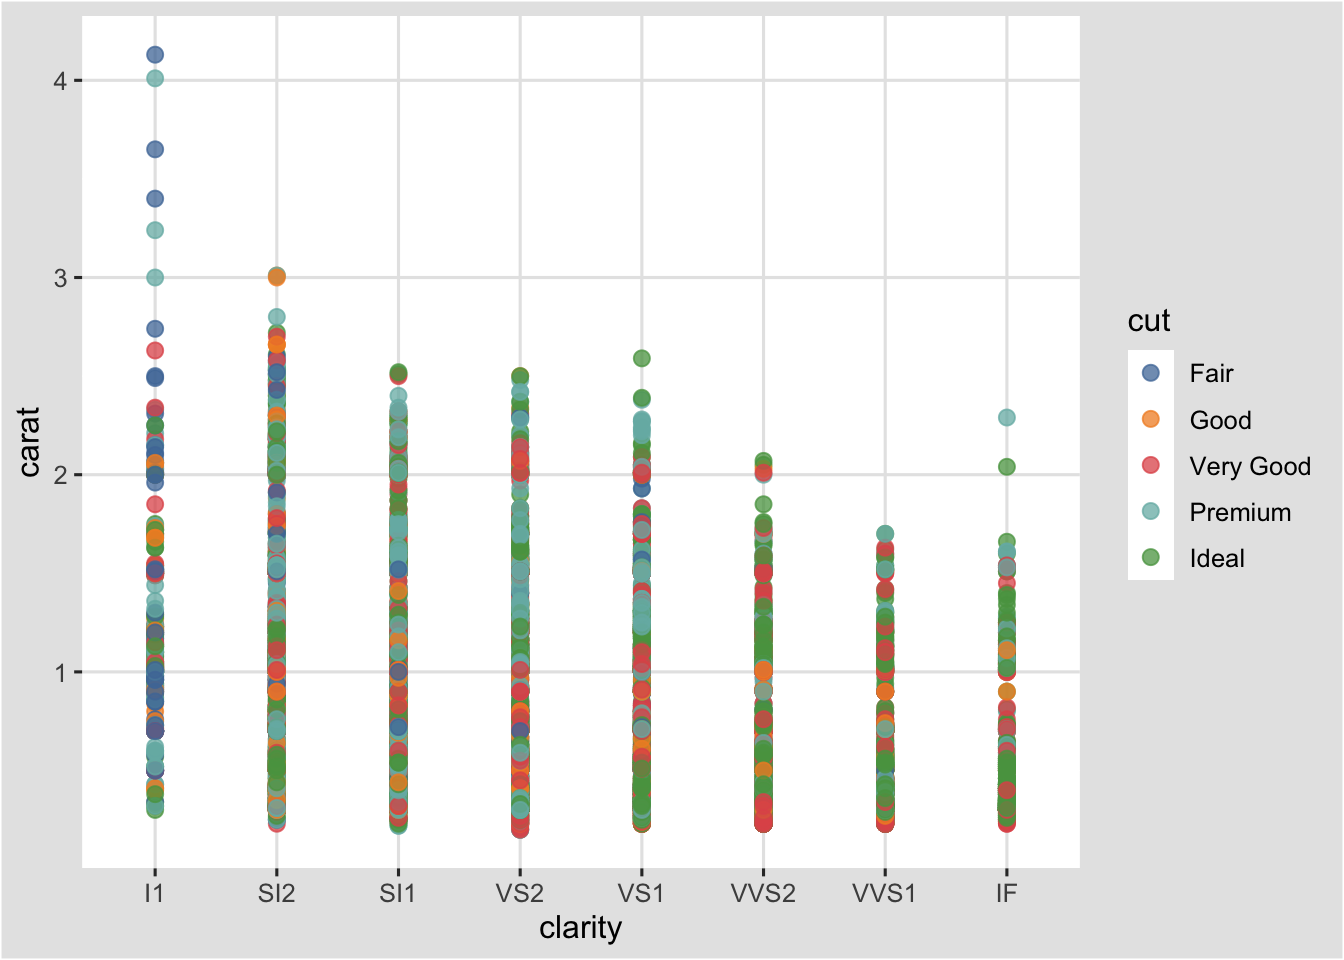 4
3
2
1
carat
I1 SI2 SI1 VS2 VS1 VVS2 VVS1 IF
clarity
cut
Fair
Good
Very Good
Premium
Ideal